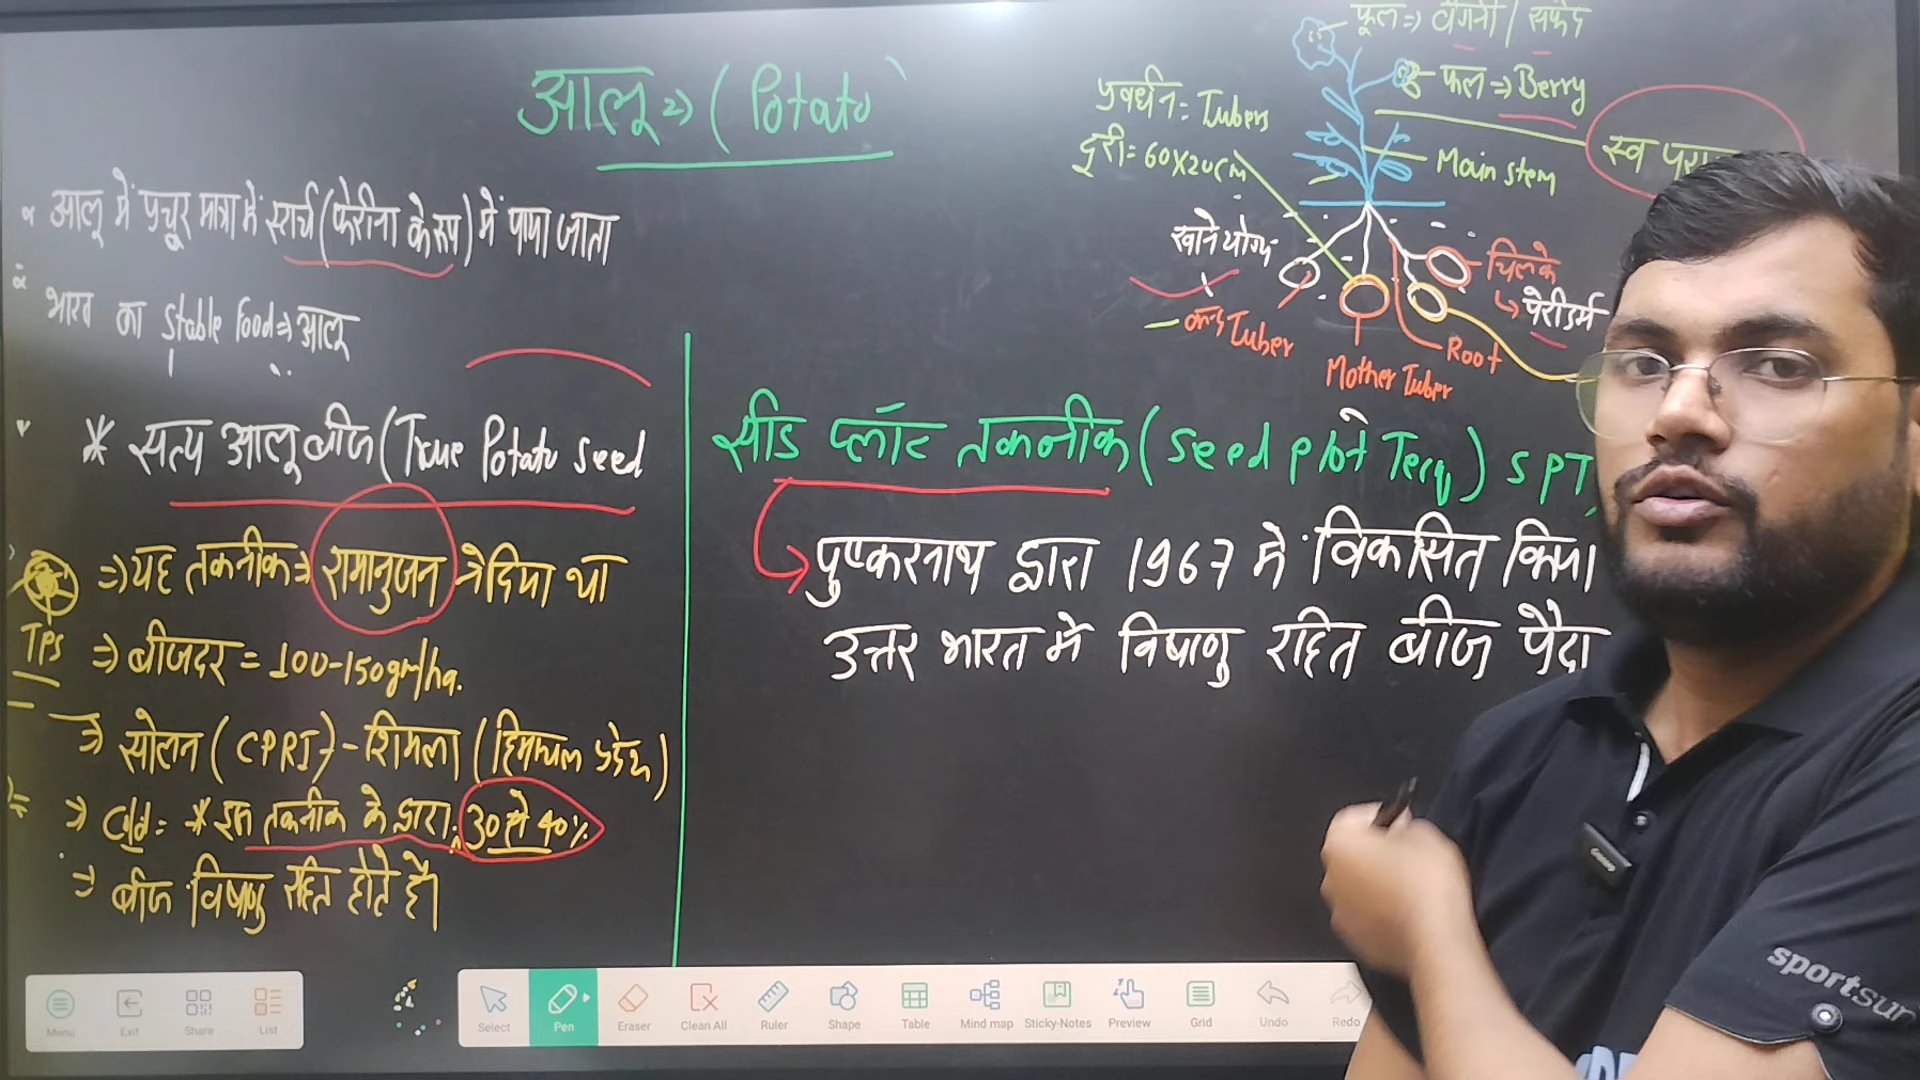 आलू => ( Potato
आलू में प्रचुर मात्रा में स्टार्च (फेरीना के रूप) में पाया जाता
भारत का Stable Food => आलू
* सत्य आलू बीज (True Potato seed
=> यह तकनीक => रामानुजन ने दिया था
TPS => बीजदर = 100-150gm/ha.
=> सोलन (CPRI) - शिमला (हिमाचल प्रदेश)
=> * इस तकनीक के द्वारा 30 से 40%
=> बीज विषाणु रहित होते है।
फूल => बैंगनी / सफेद
फल => Berry
प्रवर्धन = Tubers
दूरी = 60x20cm
Main stem
खाने योग्य
कन्द Tuber
Mother Tuber
Root
चिलके
पेरीडर्म
सीड प्लॉट तकनीक (seed plot Tecq) SPT
पुष्करनाथ द्वारा 1967 में विकसित किया।
उत्तर भारत में विषाणु रहित बीज पैदा
sportsun
Menu Exit Share List
Select Pen Eraser Clean All Ruler Shape Table Mind map Sticky-Notes Preview Grid Undo Redo